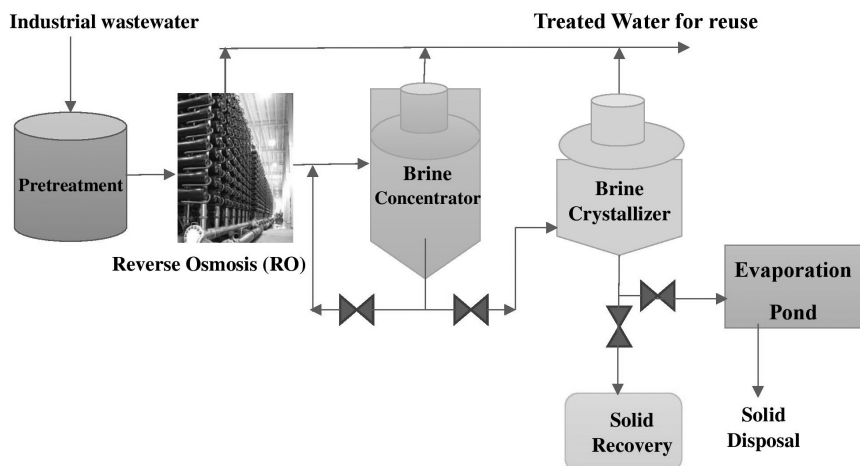 Industrial wastewater
Treated Water for reuse
Pretreatment
Reverse Osmosis (RO)
Brine
Concentrator
Brine
Crystallizer
Evaporation
Pond
Solid
Recovery
Solid
Disposal